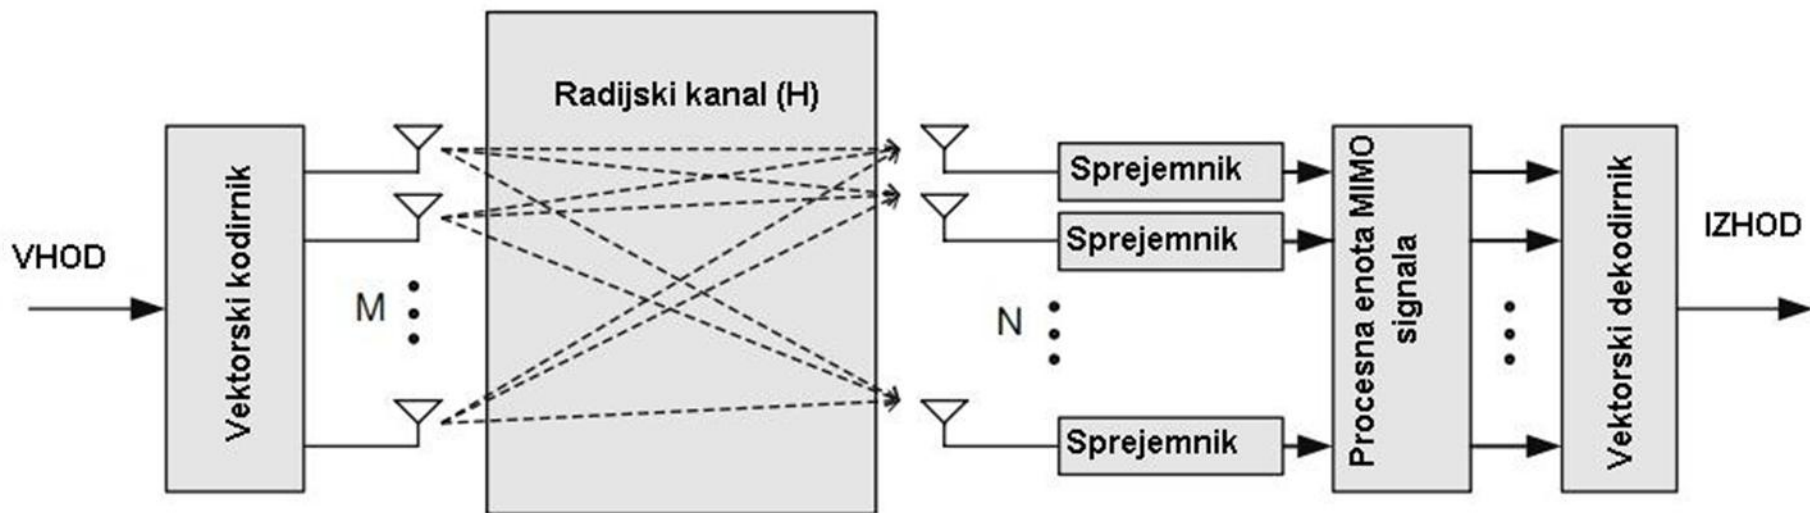 VHOD
Vektorski kodirnik
M
Radijski kanal (H)
N
Sprejemnik
Sprejemnik
Sprejemnik
Procesna enota MIMO
signala
Vektorski dekodirnik
IZHOD